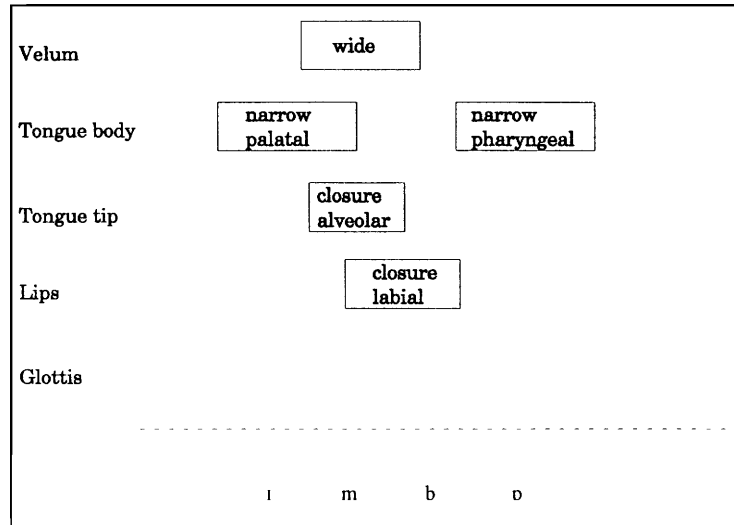 Velum wide
Tongue body narrow palatal narrow pharyngeal
Tongue tip closure alveolar
Lips closure labial
Glottis
ɪ m b ɒ